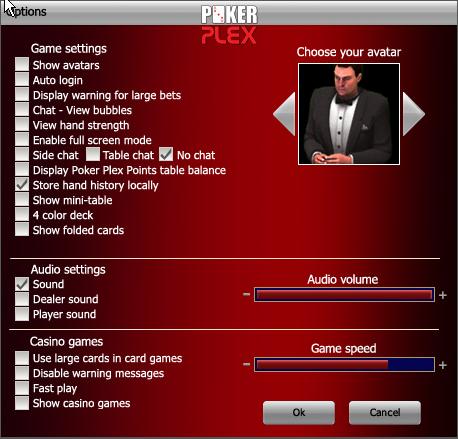 Options
POKER
PLEX
Game settings
Choose your avatar
Show avatars
Auto login
Display warning for large bets
Chat - View bubbles
View hand strength
Enable full screen mode
Side chat Table chat No chat
Display Poker Plex Points table balance
Store hand history locally
Show mini-table
4 color deck
Show folded cards
Audio settings
Audio volume
Sound
Dealer sound
Player sound
Casino games
Game speed
Use large cards in card games
Disable warning messages
Fast play
Show casino games
Ok Cancel